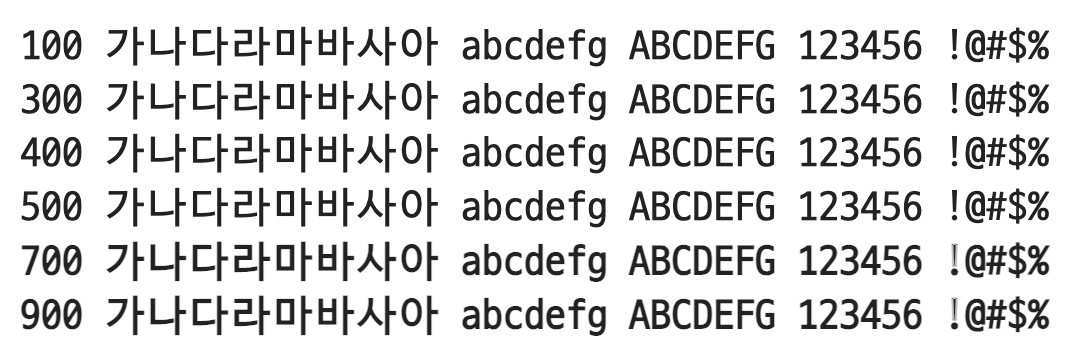 100 가나다라마바사아 abcdefg ABCDEFG 123456 !@#$%
300 가나다라마바사아 abcdefg ABCDEFG 123456 !@#$%
400 가나다라마바사아 abcdefg ABCDEFG 123456 !@#$%
500 가나다라마바사아 abcdefg ABCDEFG 123456 !@#$%
700 가나다라마바사아 abcdefg ABCDEFG 123456 !@#$%
900 가나다라마바사아 abcdefg ABCDEFG 123456 !@#$%